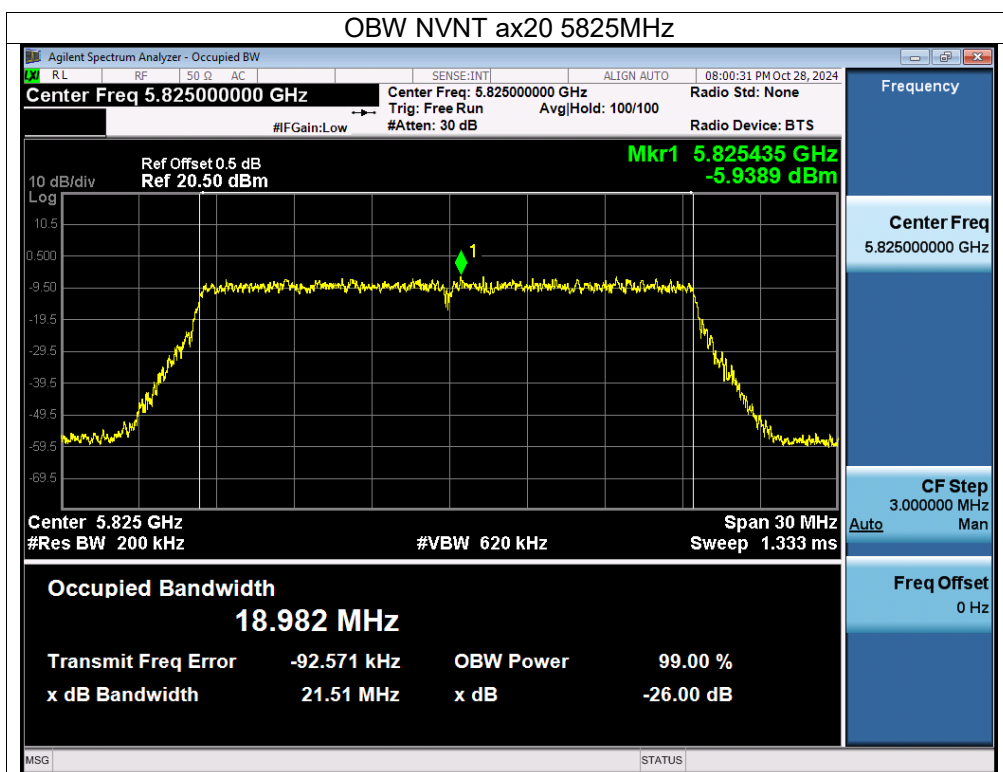 OBW NVNT ax20 5825MHz
Agilent Spectrum Analyzer - Occupied BW
LXI RL RF 50 Ω AC SENSE:INT ALIGN AUTO 08:00:31 PM Oct 28, 2024
Center Freq 5.825000000 GHz
Center Freq: 5.825000000 GHz
Radio Std: None
Trig: Free Run Avg|Hold: 100/100
#IFGain:Low #Atten: 30 dB Radio Device: BTS
Frequency
Mkr1 5.825435 GHz
-5.9389 dBm
Ref Offset 0.5 dB
10 dB/div Ref 20.50 dBm
Log
10.5
0.500
-9.50
-19.5
-29.5
-39.5
-49.5
-59.5
-69.5
1
Center 5.825 GHz Span 30 MHz
#Res BW 200 kHz #VBW 620 kHz Sweep 1.333 ms
Center Freq
5.825000000 GHz
CF Step
3.000000 MHz
Auto Man
Freq Offset
0 Hz
Occupied Bandwidth
18.982 MHz
Transmit Freq Error -92.571 kHz OBW Power 99.00 %
x dB Bandwidth 21.51 MHz x dB -26.00 dB
MSG STATUS